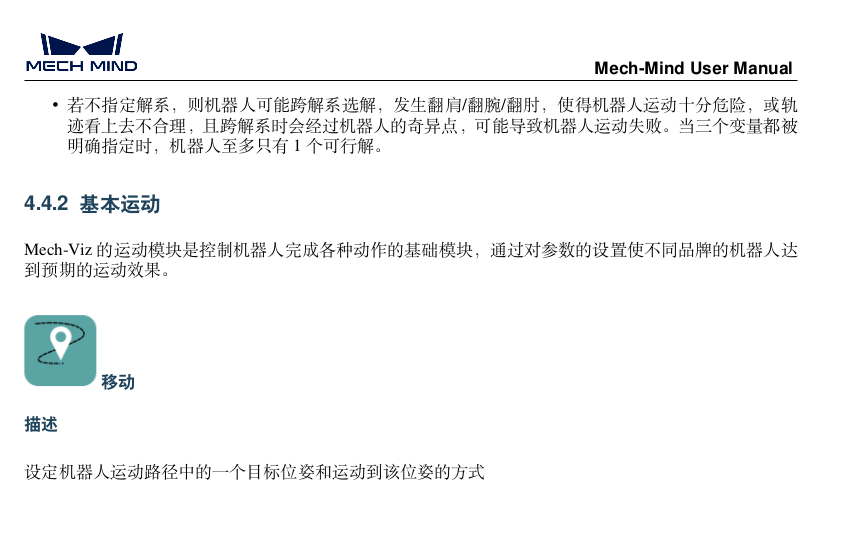 MECH MIND
Mech-Mind User Manual
• 若不指定解系，则机器人可能跨解系选解，发生翻肩/翻腕/翻肘，使得机器人运动十分危险，或轨
迹看上去不合理，且跨解系时会经过机器人的奇异点，可能导致机器人运动失败。当三个变量都被
明确指定时，机器人至多只有 1 个可行解。
4.4.2 基本运动
Mech-Viz 的运动模块是控制机器人完成各种动作的基础模块，通过对参数的设置使不同品牌的机器人达
到预期的运动效果。
移动
描述
设定机器人运动路径中的一个目标位姿和运动到该位姿的方式